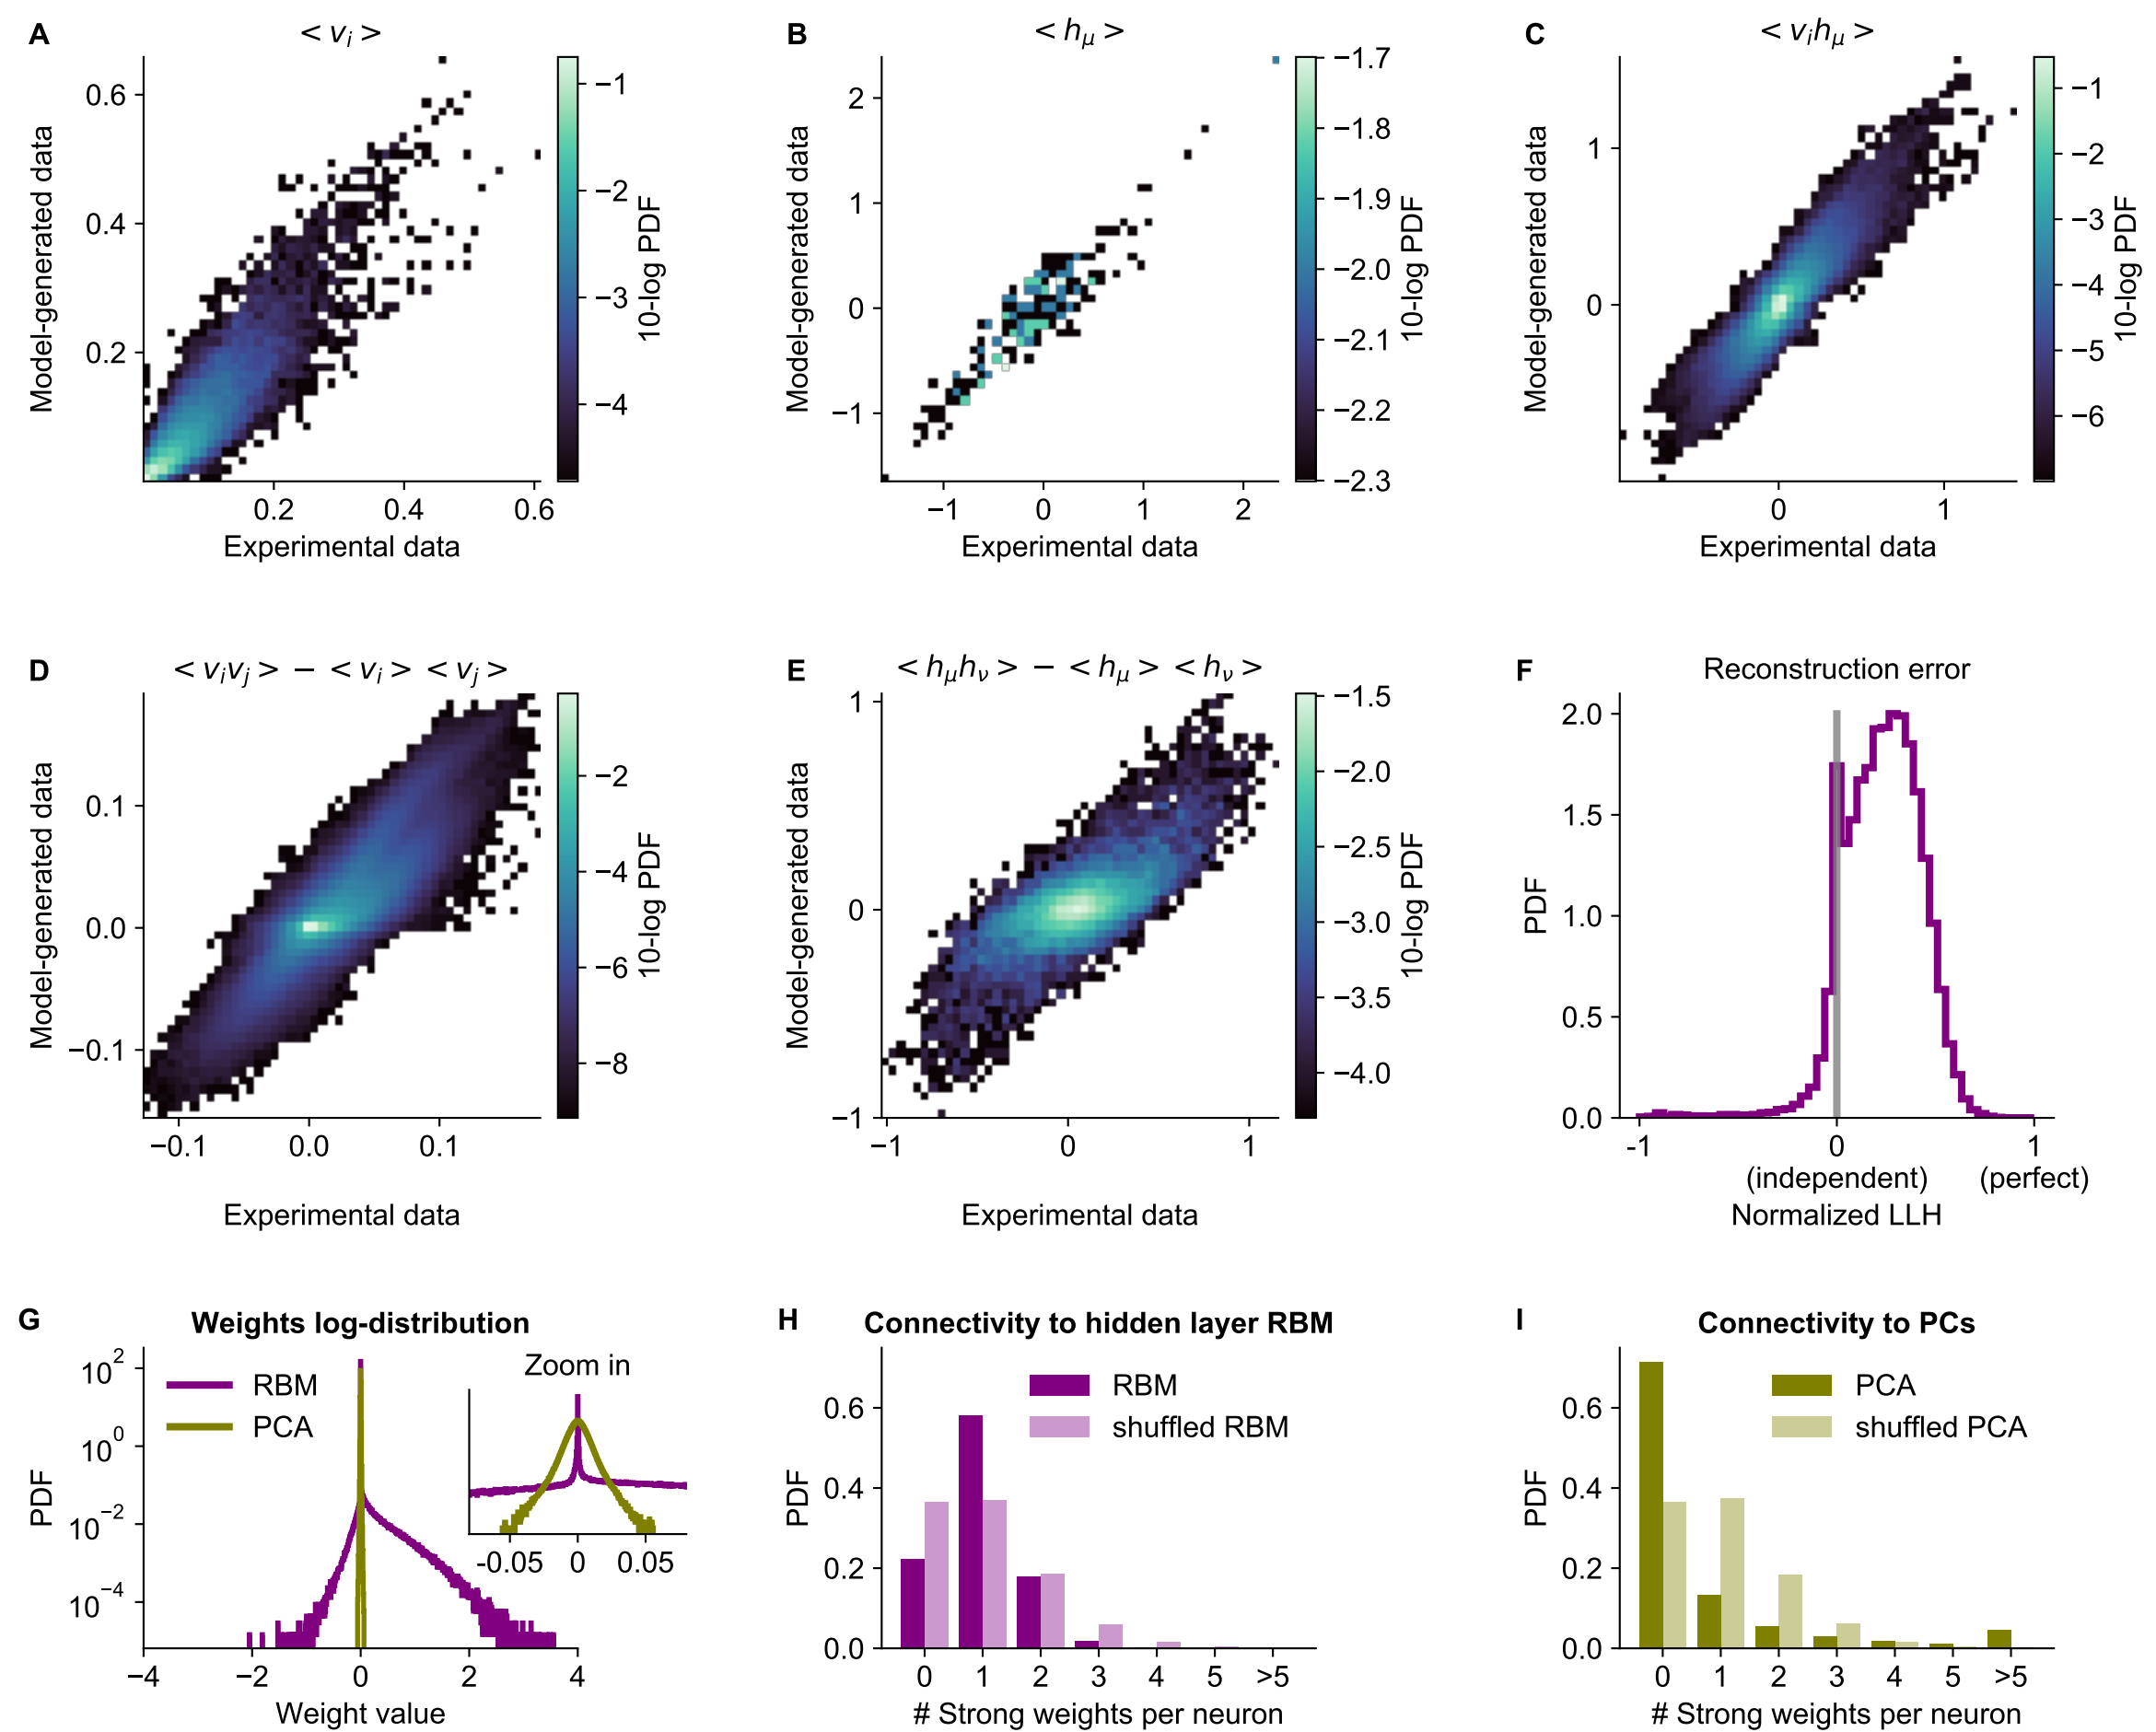 A
< v_i >
0.6
0.4
0.2
0.2
0.4
0.6
Model-generated data
Experimental data
−1
−2
−3
−4
10-log PDF
B
< h_μ >
2
1
0
−1
−1
0
1
2
Model-generated data
Experimental data
−1.7
−1.8
−1.9
−2.0
−2.1
−2.2
−2.3
10-log PDF
C
< v_i h_μ >
1
0
0
1
Model-generated data
Experimental data
−1
−2
−3
−4
−5
−6
10-log PDF
D
< v_i v_j > − < v_i > < v_j >
0.1
0.0
−0.1
−0.1
0.0
0.1
Model-generated data
Experimental data
−2
−4
−6
−8
10-log PDF
E
< h_μ h_ν > − < h_μ > < h_ν >
1
0
−1
−1
0
1
Model-generated data
Experimental data
−1.5
−2.0
−2.5
−3.0
−3.5
−4.0
10-log PDF
F
Reconstruction error
2.0
1.5
1.0
0.5
0.0
PDF
-1
0
1
(independent)
(perfect)
Normalized LLH
G
Weights log-distribution
10^2
10^0
10^−2
10^−4
PDF
RBM
PCA
Zoom in
-0.05
0
0.05
−4
−2
0
2
4
Weight value
H
Connectivity to hidden layer RBM
RBM
shuffled RBM
0.6
0.4
0.2
0.0
PDF
0
1
2
3
4
5
>5
# Strong weights per neuron
I
Connectivity to PCs
PCA
shuffled PCA
0.6
0.4
0.2
0.0
PDF
0
1
2
3
4
5
>5
# Strong weights per neuron